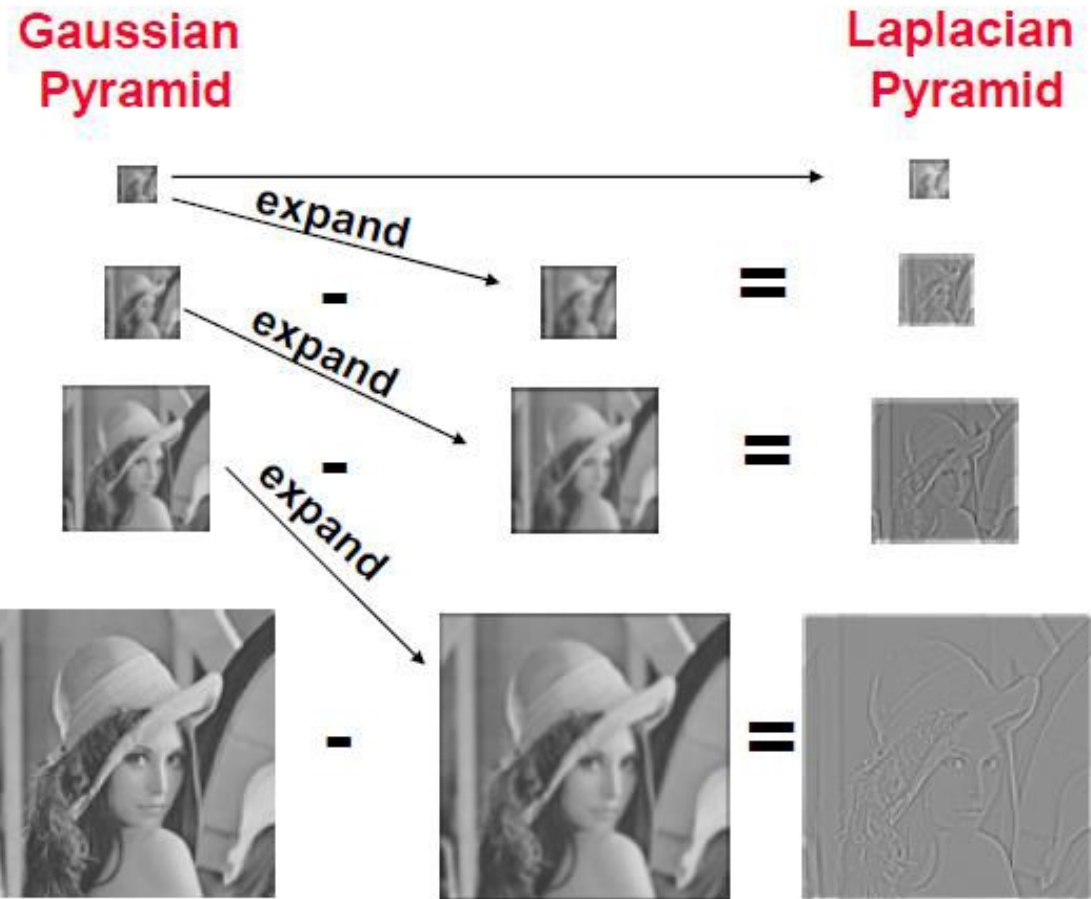 Gaussian
Pyramid
Laplacian
Pyramid
expand
- =
expand
- =
expand
- =